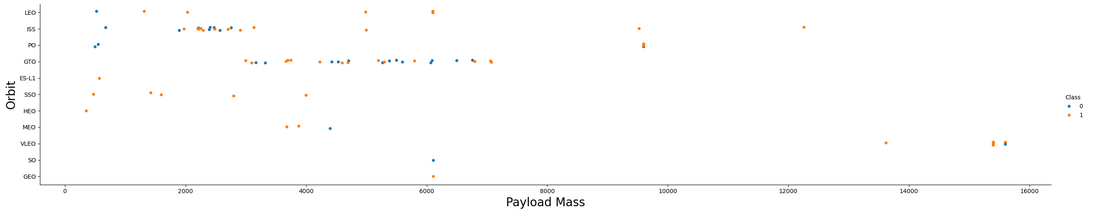 LEO
ISS
PO
GTO
ES-L1
SSO
HEO
MEO
VLEO
SO
GEO
Orbit
0 2000 4000 6000 8000 10000 12000 14000 16000
Payload Mass
Class
0
1